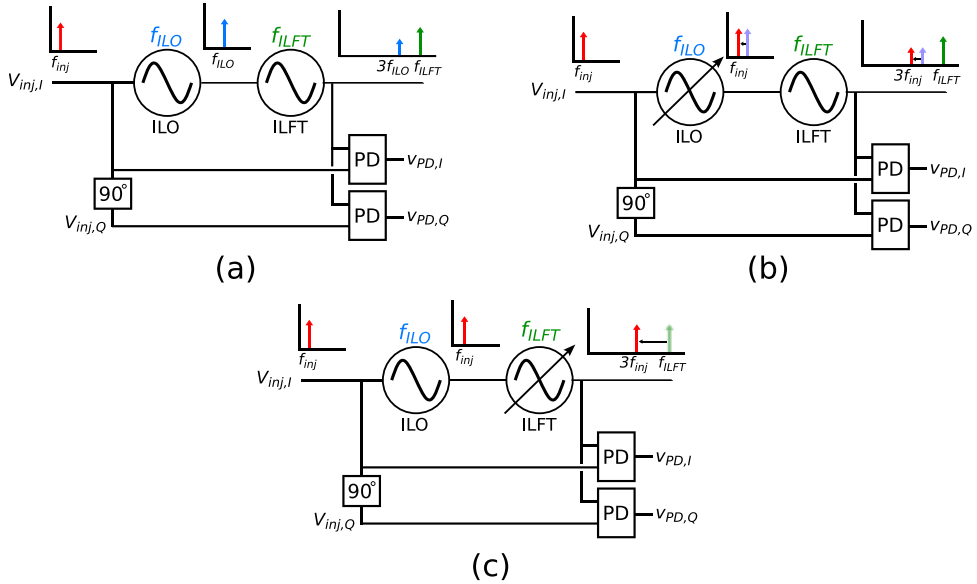 f_inj
f_ILO
f_ILO
f_ILFT
3f_ILO f_ILFT
V_inj,I
ILO
ILFT
PD
v_PD,I
90°
PD
v_PD,Q
V_inj,Q
(a)
f_inj
f_ILO
f_inj
f_ILFT
3f_inj f_ILFT
V_inj,I
ILO
ILFT
PD
v_PD,I
90°
PD
v_PD,Q
V_inj,Q
(b)
f_inj
f_ILO
f_inj
f_ILFT
3f_inj f_ILFT
V_inj,I
ILO
ILFT
PD
v_PD,I
90°
PD
v_PD,Q
V_inj,Q
(c)